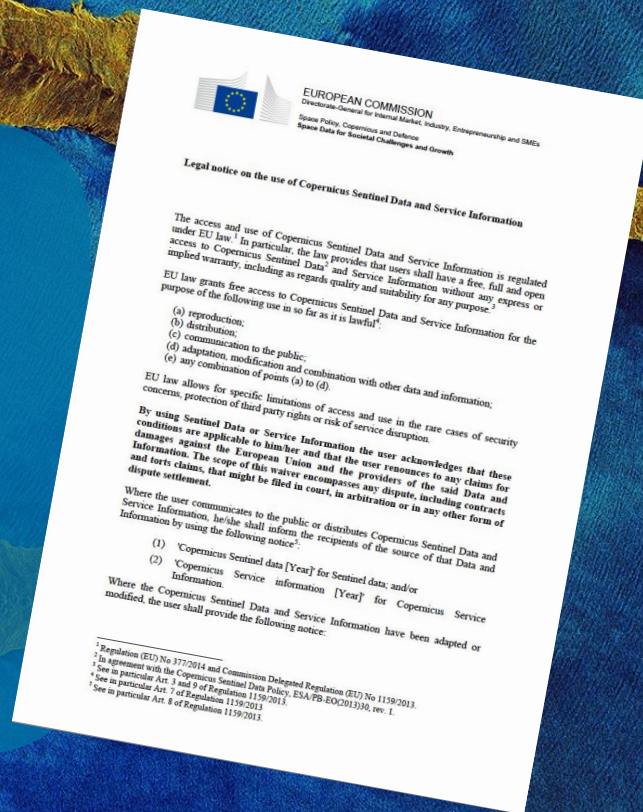 EUROPEAN COMMISSION
Directorate-General for Internal Market, Industry, Entrepreneurship and SMEs
Space Policy, Copernicus and Defence
Space Data for Societal Challenges and Growth
Legal notice on the use of Copernicus Sentinel Data and Service Information
The access and use of Copernicus Sentinel Data and Service Information is regulated
under EU law.¹ In particular, the law provides that users shall have a free, full and open
access to Copernicus Sentinel Data² and Service Information without any express or
implied warranty, including as regards quality and suitability for any purpose.³
EU law grants free access to Copernicus Sentinel Data and Service Information for the
purpose of the following use in so far as it is lawful⁴:
(a) reproduction;
(b) distribution;
(c) communication to the public;
(d) adaptation, modification and combination with other data and information;
(e) any combination of points (a) to (d).
EU law allows for specific limitations of access and use in the rare cases of security
concerns, protection of third party rights or risk of service disruption.
By using Sentinel Data or Service Information the user acknowledges that these
conditions are applicable to him/her and that the user renounces to any claims for
damages against the European Union and the providers of the said Data and
Information. The scope of this waiver encompasses any dispute, including contracts
and torts claims, that might be filed in court, in arbitration or in any other form of
dispute settlement.
Where the user communicates to the public or distributes Copernicus Sentinel Data and
Service Information, he/she shall inform the recipients of the source of that Data and
Information by using the following notice⁵:
(1) 'Copernicus Sentinel data [Year]' for Sentinel data; and/or
(2) 'Copernicus Service information [Year]' for Copernicus Service
Information.
Where the Copernicus Sentinel Data and Service Information have been adapted or
modified, the user shall provide the following notice:
¹ Regulation (EU) No 377/2014 and Commission Delegated Regulation (EU) No 1159/2013.
² In agreement with the Copernicus Sentinel Data Policy, ESA/PB-EO(2013)30, rev. 1.
³ See in particular Art. 3 and 9 of Regulation 1159/2013.
⁴ See in particular Art. 7 of Regulation 1159/2013
⁵ See in particular Art. 8 of Regulation 1159/2013.